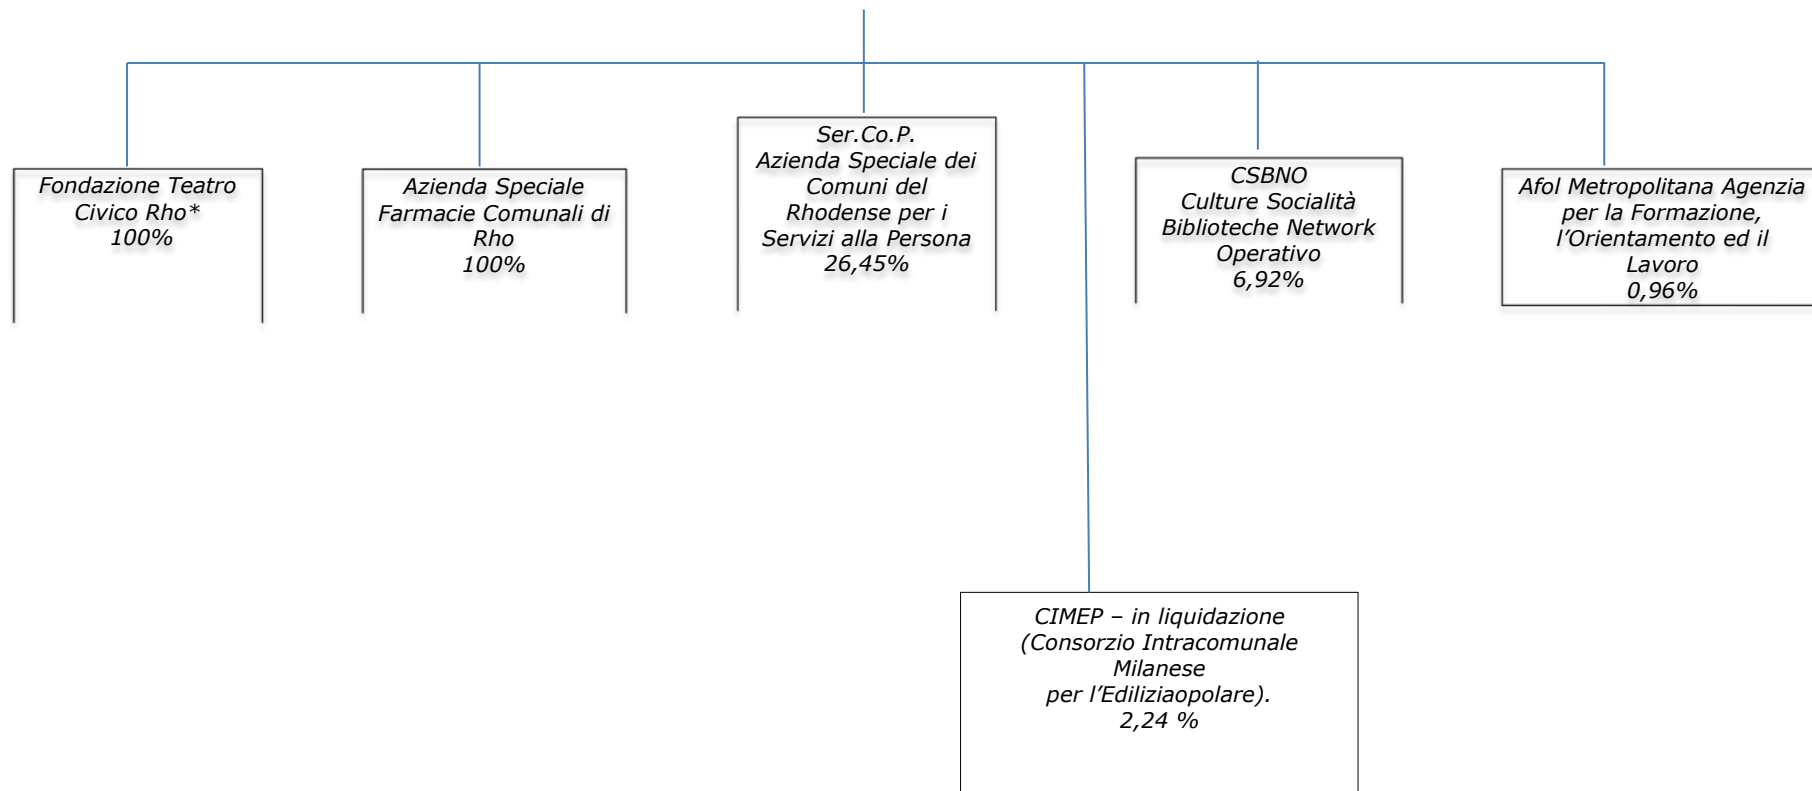 Fondazione Teatro
Civico Rho*
100%
Azienda Speciale
Farmacie Comunali di
Rho
100%
Ser.Co.P.
Azienda Speciale dei
Comuni del
Rhodense per i
Servizi alla Persona
26,45%
CSBNO
Culture Socialità
Biblioteche Network
Operativo
6,92%
Afol Metropolitana Agenzia
per la Formazione,
l’Orientamento ed il
Lavoro
0,96%
CIMEP – in liquidazione
(Consorzio Intracomunale
Milanese
per l’Ediliziaopolare).
2,24 %